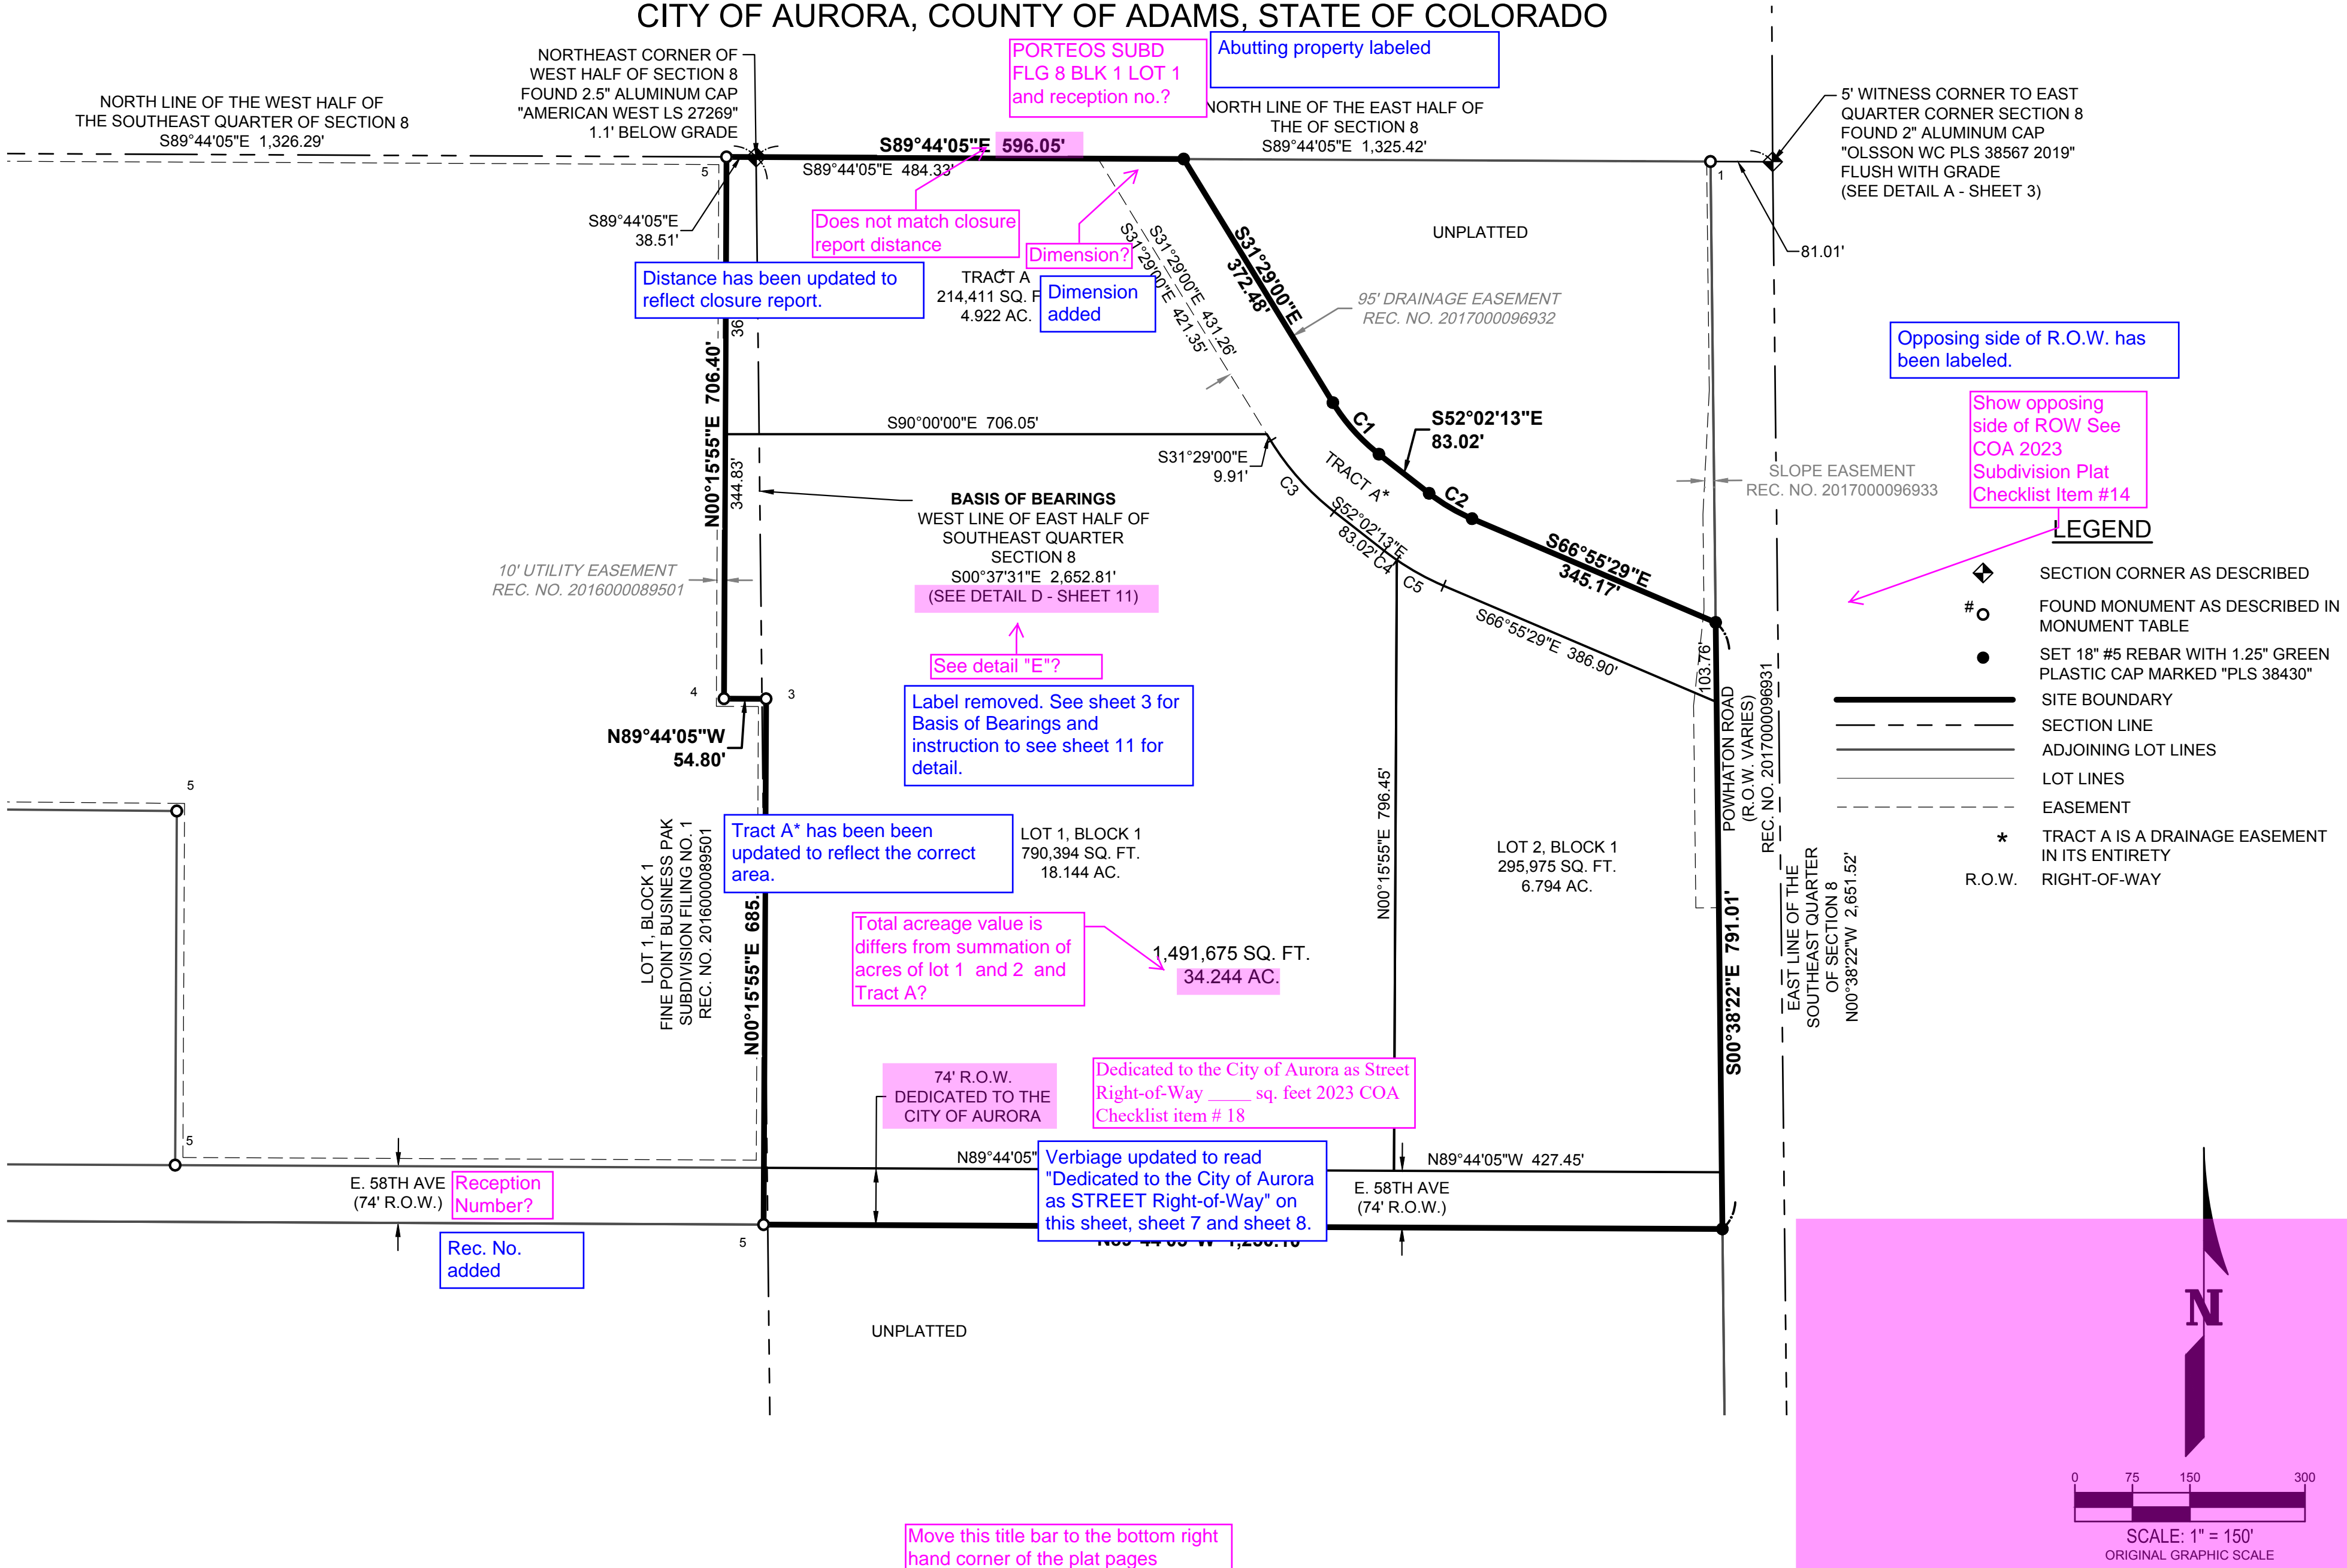 CITY OF AURORA, COUNTY OF ADAMS, STATE OF COLORADO
NORTHEAST CORNER OF
WEST HALF OF SECTION 8
FOUND 2.5" ALUMINUM CAP
"AMERICAN WEST LS 27269"
1.1' BELOW GRADE
PORTEOS SUBD
FLG 8 BLK 1 LOT 1
and reception no.?
Abutting property labeled
NORTH LINE OF THE WEST HALF OF
THE SOUTHEAST QUARTER OF SECTION 8
S89°44'05"E 1,326.29'
NORTH LINE OF THE EAST HALF OF
THE OF SECTION 8
S89°44'05"E 1,325.42'
5' WITNESS CORNER TO EAST
QUARTER CORNER SECTION 8
FOUND 2" ALUMINUM CAP
"OLSSON WC PLS 38567 2019"
FLUSH WITH GRADE
(SEE DETAIL A - SHEET 3)
S89°44'05"E 596.05'
S89°44'05"E 484.33'
5
1
S89°44'05"E
38.51'
Does not match closure
report distance
Dimension?
UNPLATTED
81.01'
Distance has been updated to
reflect closure report.
TRACT A
*
214,411 SQ. F
4.922 AC.
Dimension
added
S31°29'00"E 431.26'
S31°29'00"E 421.35'
S31°29'00"E
372.48'
95' DRAINAGE EASEMENT
REC. NO. 2017000096932
36
Opposing side of R.O.W. has
been labeled.
N00°15'55"E 706.40'
344.83'
S90°00'00"E 706.05'
C1
S52°02'13"E
83.02'
Show opposing
side of ROW See
COA 2023
Subdivision Plat
Checklist Item #14
S31°29'00"E
9.91'
C3
TRACT A*
C2
SLOPE EASEMENT
REC. NO. 2017000096933
BASIS OF BEARINGS
WEST LINE OF EAST HALF OF
SOUTHEAST QUARTER
SECTION 8
S00°37'31"E 2,652.81'
(SEE DETAIL D - SHEET 11)
S52°02'13"E
83.02'
C4
C5
S66°55'29"E
345.17'
S66°55'29"E 386.90'
LEGEND
SECTION CORNER AS DESCRIBED
#
FOUND MONUMENT AS DESCRIBED IN
MONUMENT TABLE
SET 18" #5 REBAR WITH 1.25" GREEN
PLASTIC CAP MARKED "PLS 38430"
SITE BOUNDARY
SECTION LINE
ADJOINING LOT LINES
LOT LINES
EASEMENT
* TRACT A IS A DRAINAGE EASEMENT
IN ITS ENTIRETY
R.O.W. RIGHT-OF-WAY
10' UTILITY EASEMENT
REC. NO. 2016000089501
See detail "E"?
4
3
Label removed. See sheet 3 for
Basis of Bearings and
instruction to see sheet 11 for
detail.
N89°44'05"W
54.80'
103.76'
POWHATON ROAD
(R.O.W. VARIES)
REC. NO. 2017000096931
5
N00°15'55"E 796.45'
LOT 1, BLOCK 1
FINE POINT BUSINESS PAK
SUBDIVISION FILING NO. 1
REC. NO. 2016000089501
Tract A* has been been
updated to reflect the correct
area.
LOT 1, BLOCK 1
790,394 SQ. FT.
18.144 AC.
LOT 2, BLOCK 1
295,975 SQ. FT.
6.794 AC.
EAST LINE OF THE
SOUTHEAST QUARTER
OF SECTION 8
N00°38'22"W 2,651.52'
N00°15'55"E 685.
S00°38'22"E 791.01'
Total acreage value is
differs from summation of
acres of lot 1 and 2 and
Tract A?
1,491,675 SQ. FT.
34.244 AC.
74' R.O.W.
DEDICATED TO THE
CITY OF AURORA
Dedicated to the City of Aurora as Street
Right-of-Way ____ sq. feet 2023 COA
Checklist item # 18
5
N89°44'05"
Verbiage updated to read
"Dedicated to the City of Aurora
as STREET Right-of-Way" on
this sheet, sheet 7 and sheet 8.
N89°44'05"W 427.45'
E. 58TH AVE
(74' R.O.W.)
Reception
Number?
E. 58TH AVE
(74' R.O.W.)
Rec. No.
added
5
UNPLATTED
N
0 75 150 300
SCALE: 1" = 150'
ORIGINAL GRAPHIC SCALE
Move this title bar to the bottom right
hand corner of the plat pages